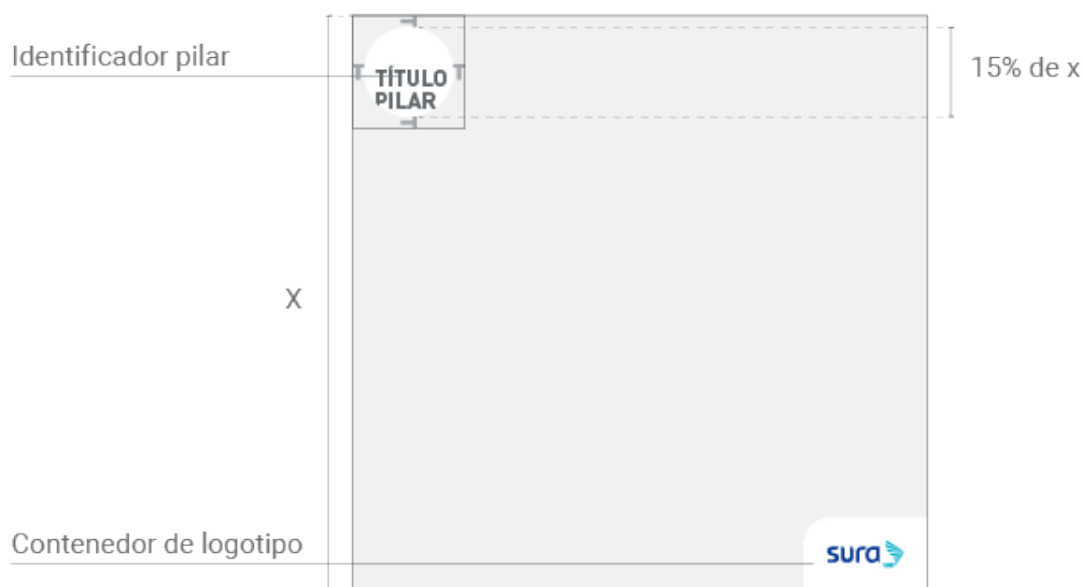 Identificador pilar
TÍTULO
PILAR
15% de x
X
Contenedor de logotipo
sura